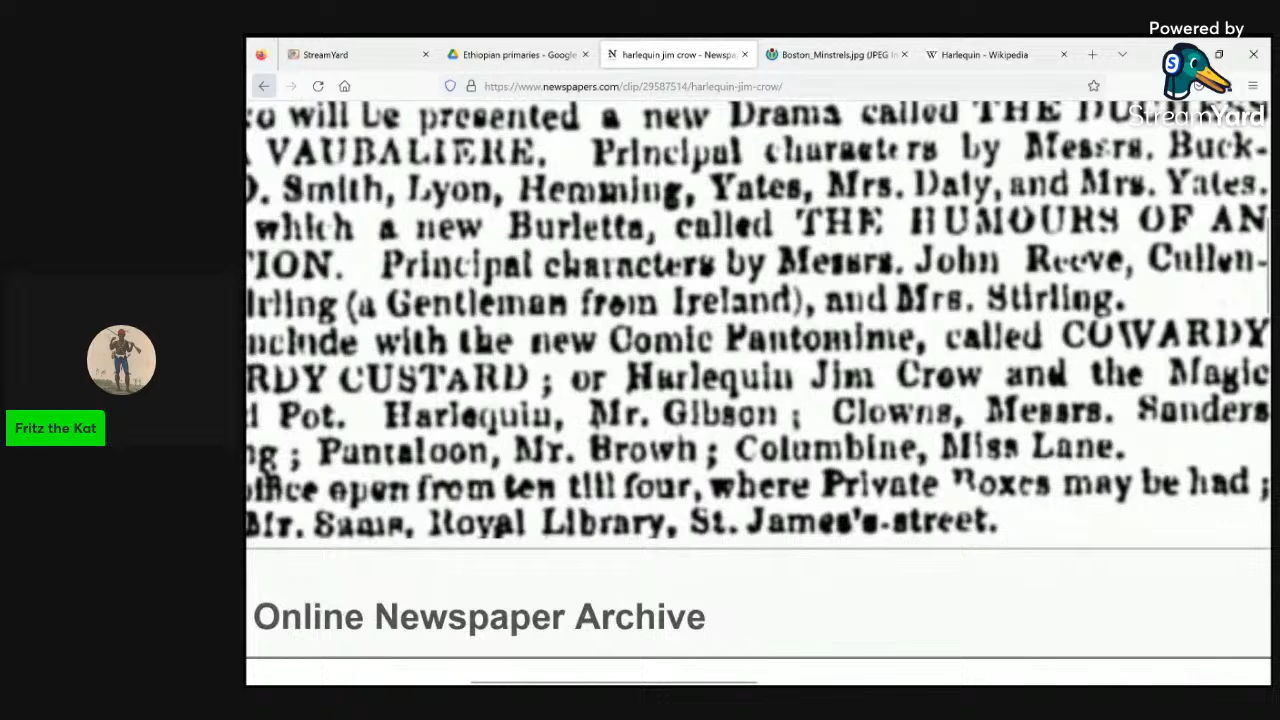 Powered by
StreamYard
StreamYard
Ethiopian primaries - Google
harlequin jim crow - Newspa
Boston_Minstrels.jpg (JPEG I
Harlequin - Wikipedia
https://www.newspapers.com/clip/29587514/harlequin-jim-crow/
will be presented a new Drama called THE
VAUBALIERE. Principal characters by Messrs. Buck-
Smith, Lyon, Hemming, Yates, Mrs. Daly, and Mrs. Yates.
which a new Burletta, called THE HUMOURS OF AN
TION. Principal characters by Messrs. John Reeve, Cullen-
irling (a Gentleman from Ireland), and Mrs. Stirling.
nclude with the new Comic Pantomime, called COWARDY
RDY CUSTARD ; or Harlequin Jim Crow and the Magic
Pot. Harlequin, Mr. Gibson ; Clowns, Messrs. Sanders
ng ; Pantaloon, Mr. Brown ; Columbine, Miss Lane.
office open from ten till four, where Private Boxes may be had ;
Mr. Sams, Royal Library, St. James's-street.
Online Newspaper Archive
Fritz the Kat